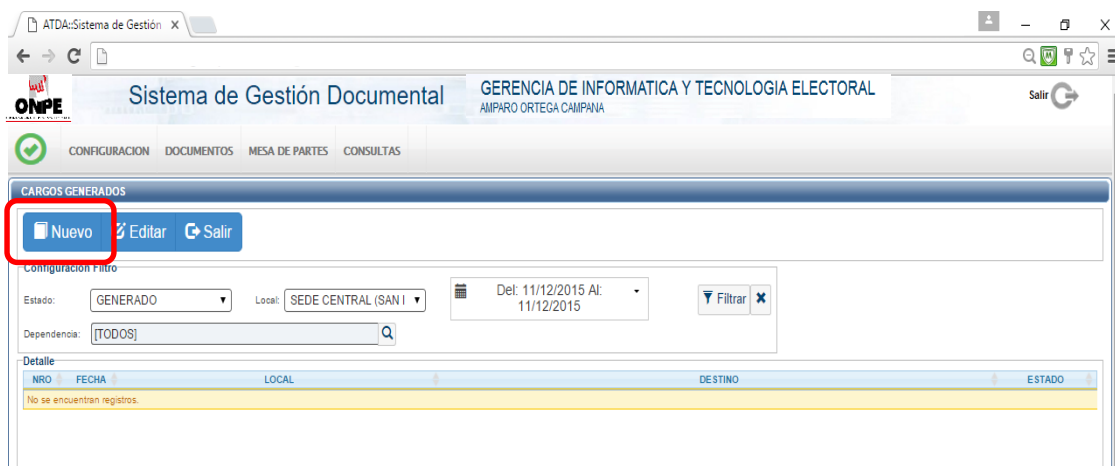 ATDA::Sistema de Gestión
ONPE
Sistema de Gestión Documental
GERENCIA DE INFORMATICA Y TECNOLOGIA ELECTORAL
AMPARO ORTEGA CAMPANA
Salir
CONFIGURACION DOCUMENTOS MESA DE PARTES CONSULTAS
CARGOS GENERADOS
Nuevo Editar Salir
Configuración Filtro
Estado: GENERADO Local: SEDE CENTRAL (SAN I
Del: 11/12/2015 Al:
11/12/2015
Filtrar
Dependencia: [TODOS]
Detalle
NRO FECHA LOCAL DESTINO ESTADO
No se encuentran registros.